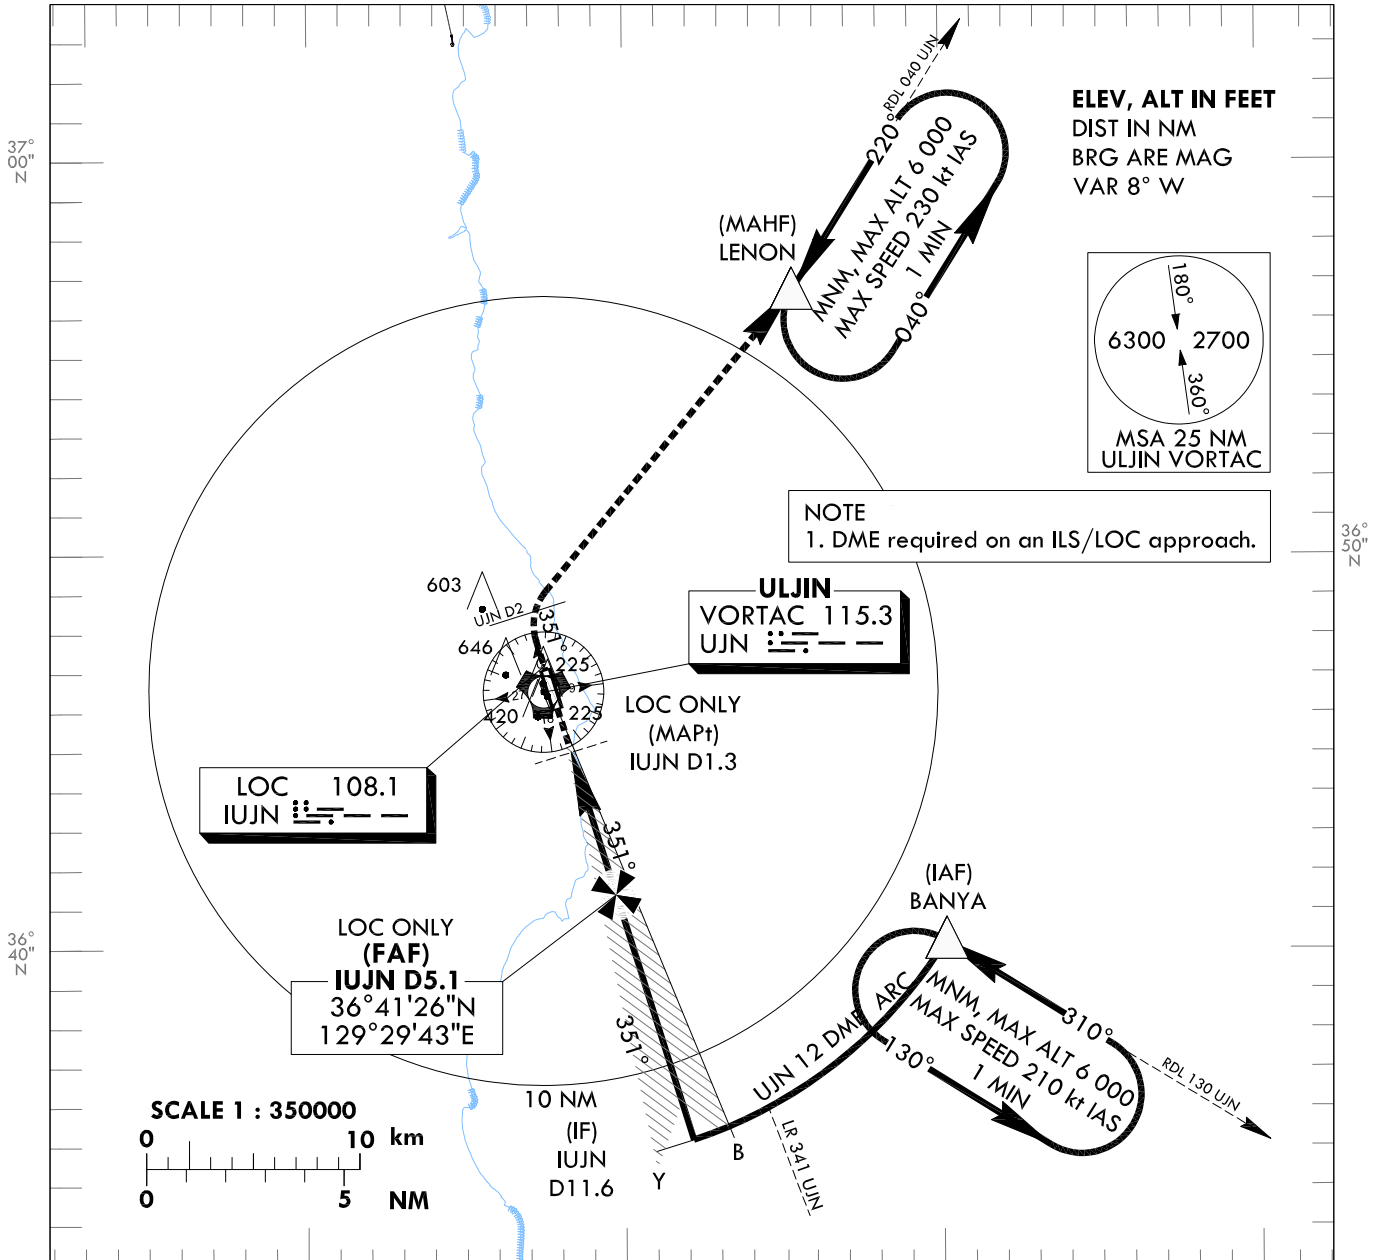 37°
00"
N
RDL 040 UJN
220°
MNM, MAX ALT 6 000
MAX SPEED 230 kt IAS
1 MIN
040°
ELEV, ALT IN FEET
DIST IN NM
BRG ARE MAG
VAR 8° W
(MAHF)
LENON
180°
6300 2700
360°
MSA 25 NM
ULJIN VORTAC
NOTE
1. DME required on an ILS/LOC approach.
36°
50"
N
603
UJN D2
351°
646
225
420
225
ULJIN
VORTAC 115.3
UJN
LOC ONLY
(MAPt)
IUJN D1.3
LOC 108.1
IUJN
351°
(IAF)
BANYA
36°
40"
N
LOC ONLY
(FAF)
IUJN D5.1
36°41'26"N
129°29'43"E
351°
UJN 12 DME ARC
MNM, MAX ALT 6 000
MAX SPEED 210 kt IAS
1 MIN
310°
130°
RDL 130 UJN
LR 341 UJN
10 NM
(IF)
IUJN
D11.6
Y
B
SCALE 1 : 350000
0 10 km
0 5 NM